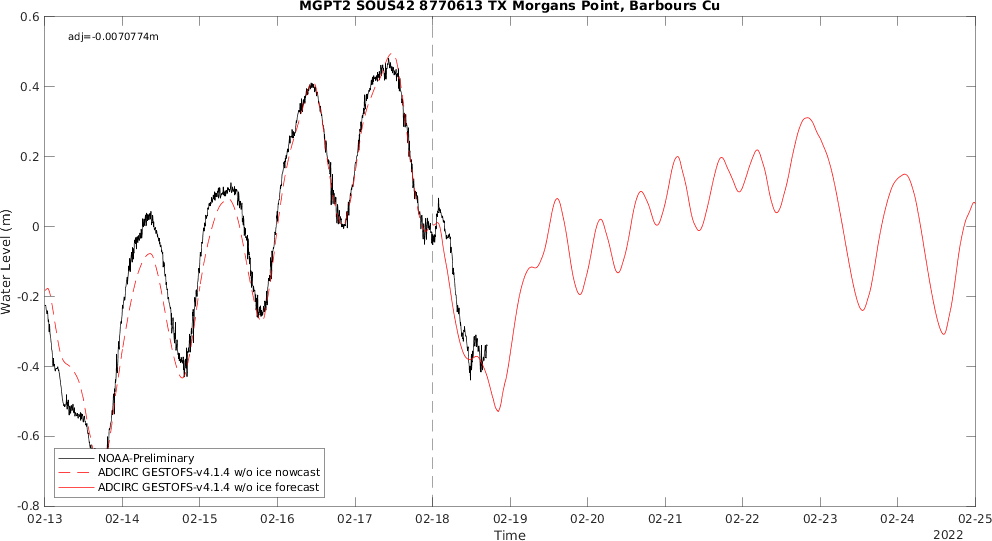 MGPT2 SOUS42 8770613 TX Morgans Point, Barbours Cu
adj=-0.0070774m
0.6
0.4
0.2
0
-0.2
-0.4
-0.6
-0.8
Water Level (m)
NOAA-Preliminary
ADCIRC GESTOFS-v4.1.4 w/o ice nowcast
ADCIRC GESTOFS-v4.1.4 w/o ice forecast
02-13 02-14 02-15 02-16 02-17 02-18 02-19 02-20 02-21 02-22 02-23 02-24 02-25
Time
2022